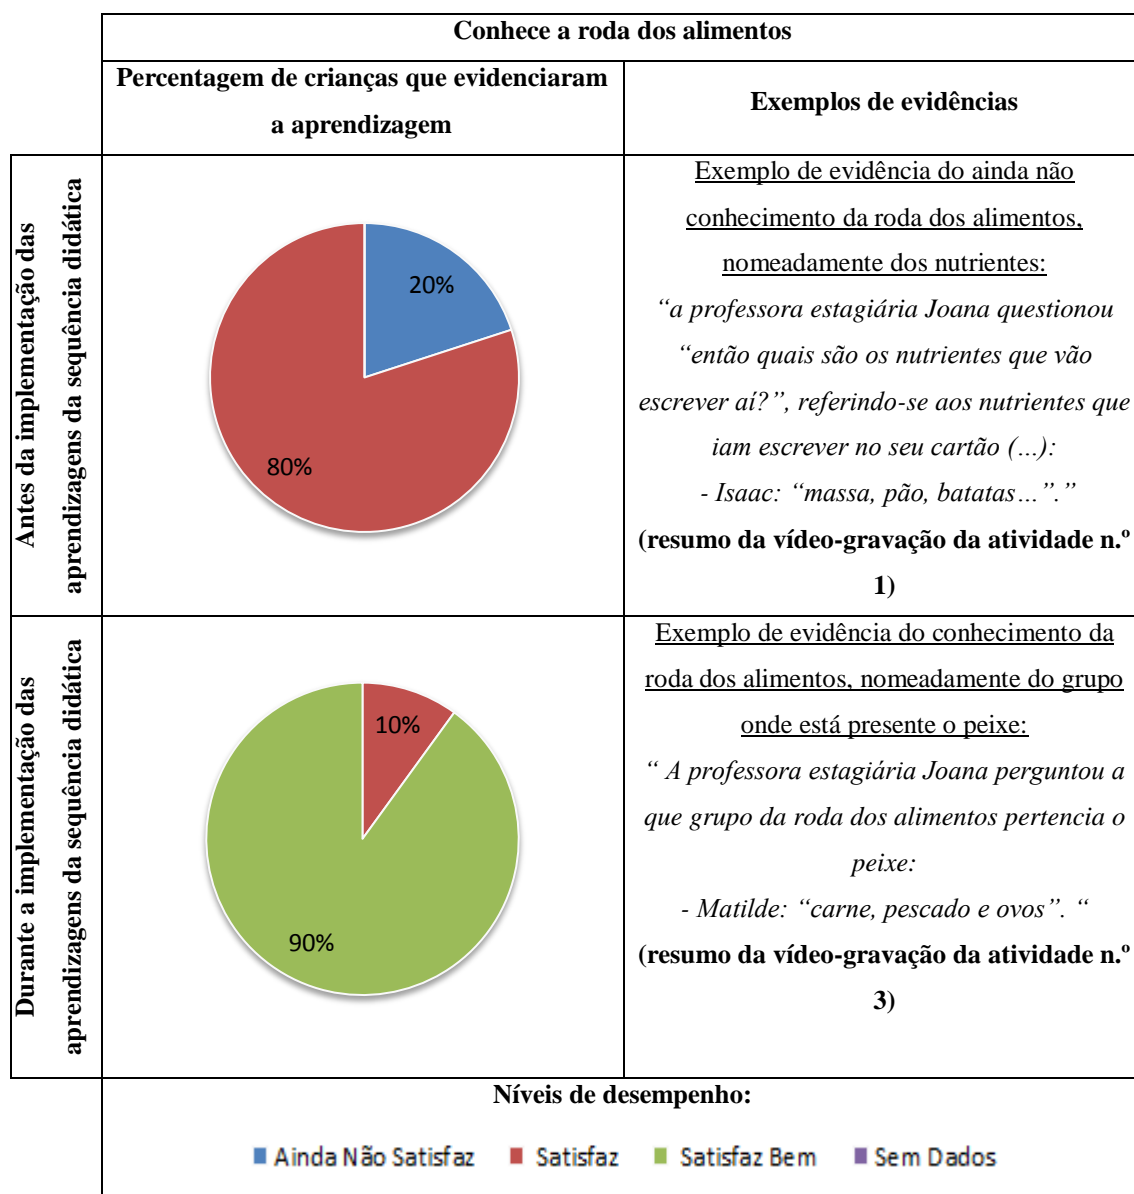 Conhece a roda dos alimentos
Percentagem de crianças que evidenciaram
a aprendizagem
Exemplos de evidências
Antes da implementação das
aprendizagens da sequência didática
20%
80%
Exemplo de evidência do ainda não
conhecimento da roda dos alimentos,
nomeadamente dos nutrientes:
“a professora estagiária Joana questionou
“então quais são os nutrientes que vão
escrever aí?”, referindo-se aos nutrientes que
iam escrever no seu cartão (…):
- Isaac: “massa, pão, batatas…”.”
(resumo da vídeo-gravação da atividade n.º
1)
Durante a implementação das
aprendizagens da sequência didática
10%
90%
Exemplo de evidência do conhecimento da
roda dos alimentos, nomeadamente do grupo
onde está presente o peixe:
“ A professora estagiária Joana perguntou a
que grupo da roda dos alimentos pertencia o
peixe:
- Matilde: “carne, pescado e ovos”. “
(resumo da vídeo-gravação da atividade n.º
3)
Níveis de desempenho:
Ainda Não Satisfaz Satisfaz Satisfaz Bem Sem Dados